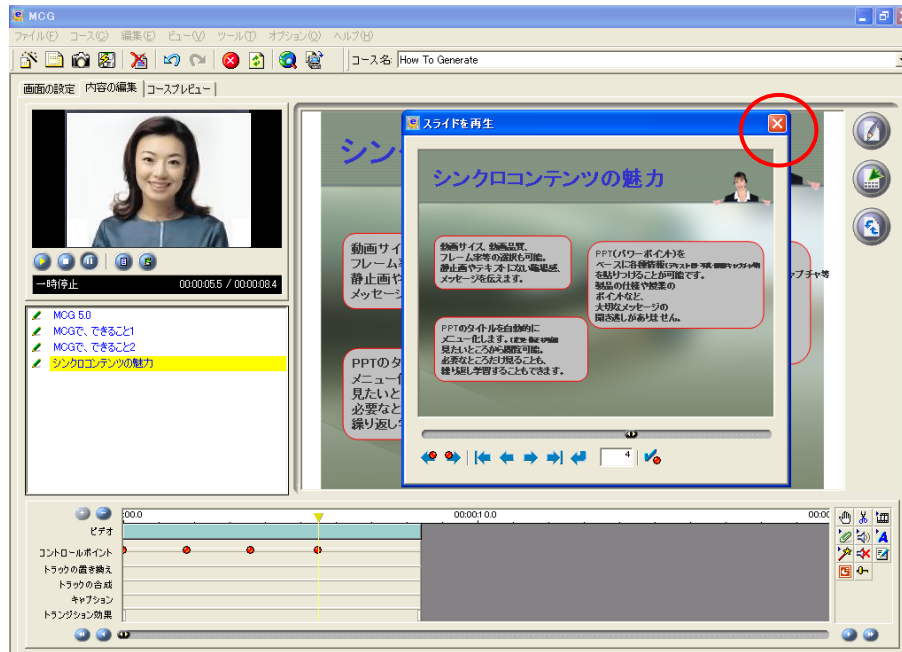 MCG
ファイル(F) コース(C) 編集(E) ビュー(V) ツール(T) オプション(O) ヘルプ(H)
コース名 How To Generate
画面の設定 内容の編集 コースプレビュー
スライドを再生
シン
シンクロコンテンツの魅力
動画サイ
フレーム
静止画や
メッセージ
動画サイズ、動画品質、
フレーム率等の選択も可能。
静止画やテキストにない臨場感、
メッセージを伝えます。
PPT(パワーポイント)を
ベースに各種情報
を貼りつけることが可能です。
製品の仕様や授業の
ポイントなど、
大切なメッセージの
聞き逃しがありません。
プチャ等
一時停止 00:00:05.5 / 00:00:08.4
MCG 5.0
MCGで、できること1
MCGで、できること2
シンクロコンテンツの魅力
PPTのタ
メニュー化
見たいと
必要なと
繰り返し
PPTのタイトルを自動的に
メニュー化します。
見たいところから閲覧可能。
必要なところだけ見ることも、
繰り返し学習することもできます。
4
:00.0 00:00:10.0 00:00
ビデオ
コントロールポイント
トラックの置き換え
トラックの合成
キャプション
トランジション効果